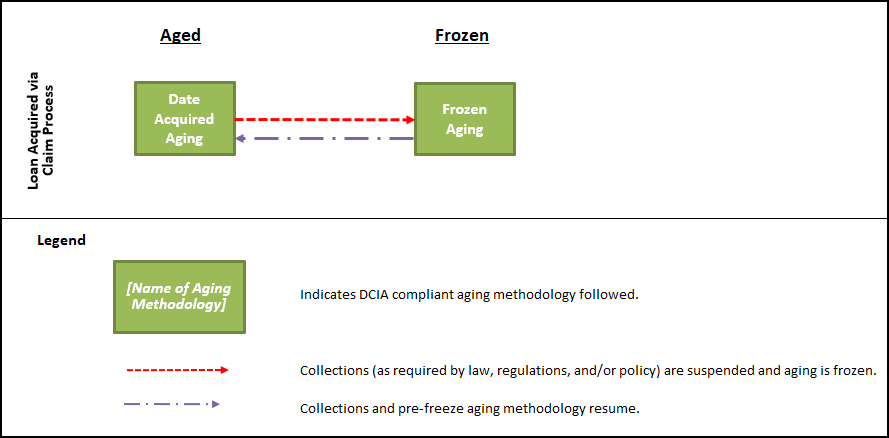 Aged
Frozen
Loan Acquired via
Claim Process
Date
Acquired
Aging
Frozen
Aging
Legend
[Name of Aging
Methodology]
Indicates DCIA compliant aging methodology followed.
Collections (as required by law, regulations, and/or policy) are suspended and aging is frozen.
Collections and pre-freeze aging methodology resume.